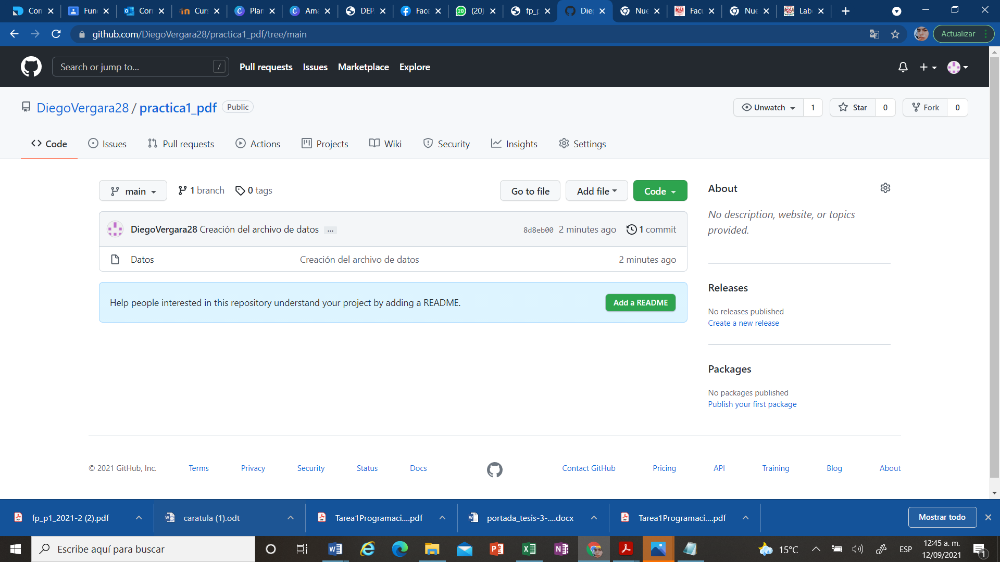 Con
Fun
Corr
Curs
Plan
Ama
DEP
Face
(20)
fp_p
Dieg
Nue
Facu
Nue
Lab
github.com/DiegoVergara28/practica1_pdf/tree/main
Actualizar
Search or jump to...
/
Pull requests
Issues
Marketplace
Explore
DiegoVergara28 / practica1_pdf
Public
Unwatch
1
Star
0
Fork
0
Code
Issues
Pull requests
Actions
Projects
Wiki
Security
Insights
Settings
main
1 branch
0 tags
Go to file
Add file
Code
DiegoVergara28 Creación del archivo de datos
...
8d8eb00
2 minutes ago
1 commit
Datos
Creación del archivo de datos
2 minutes ago
Help people interested in this repository understand your project by adding a README.
Add a README
About
No description, website, or topics
provided.
Releases
No releases published
Create a new release
Packages
No packages published
Publish your first package
© 2021 GitHub, Inc.
Terms
Privacy
Security
Status
Docs
Contact GitHub
Pricing
API
Training
Blog
About
fp_p1_2021-2 (2).pdf
caratula (1).odt
Tarea1Programaci....pdf
portada_tesis-3-....docx
Tarea1Programaci....pdf
Mostrar todo
Escribe aquí para buscar
15°C
ESP
12:45 a. m.
12/09/2021
1